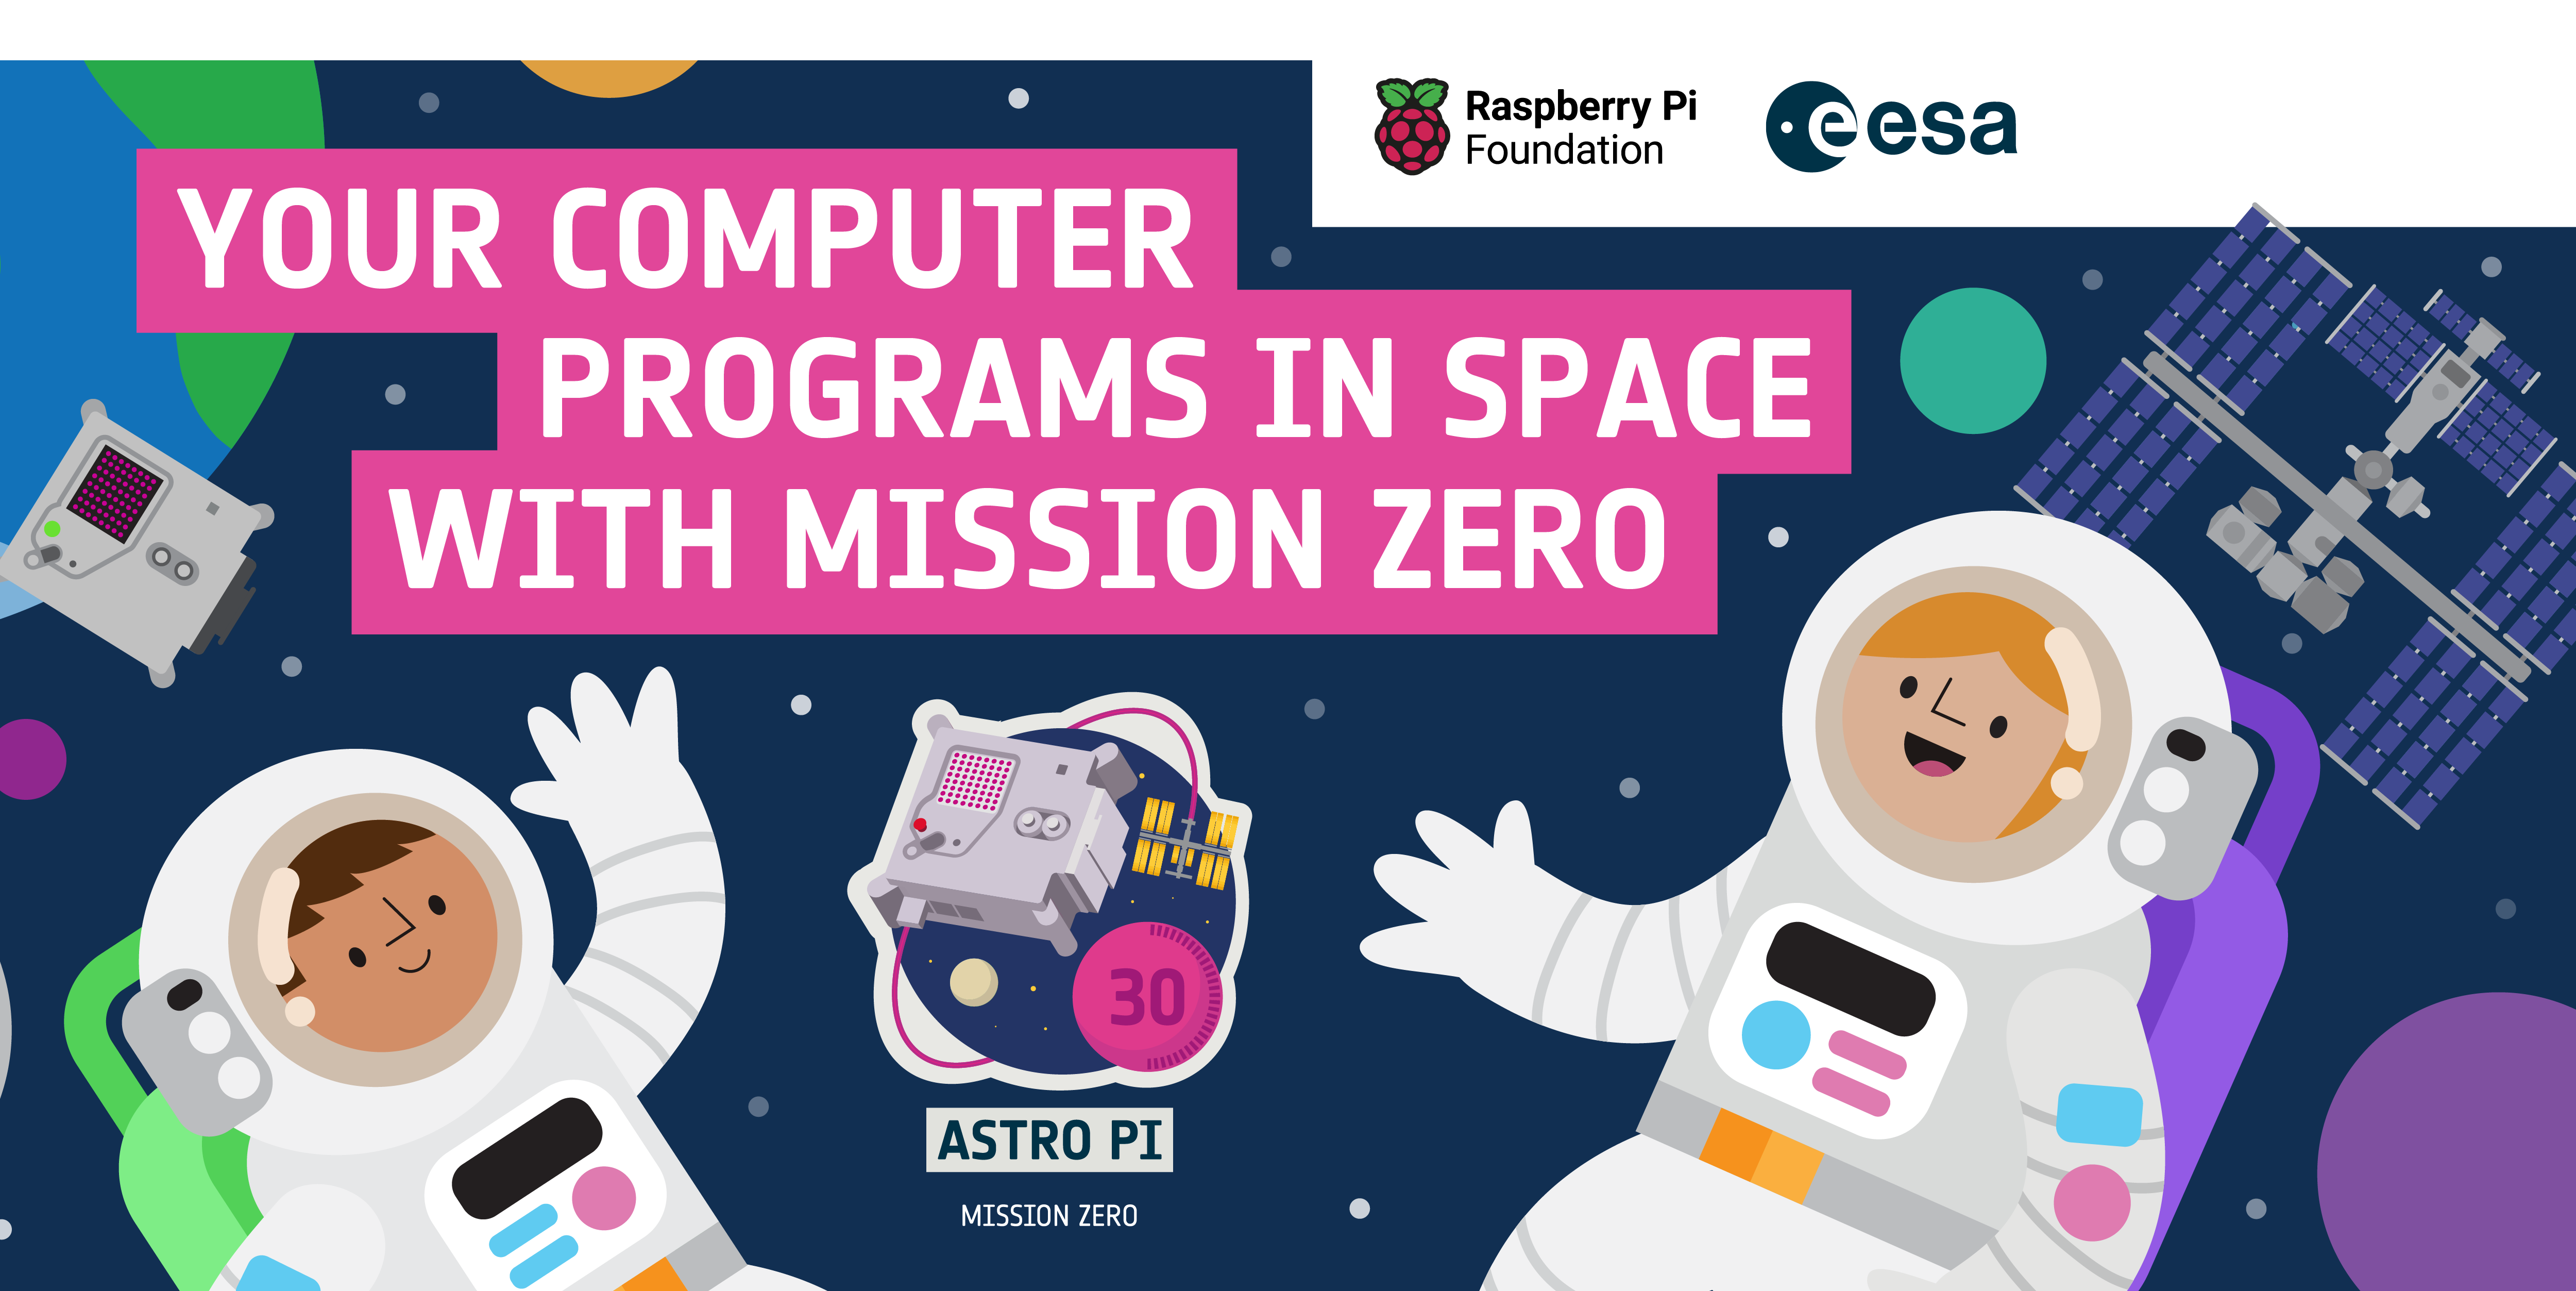 Raspberry Pi
Foundation
esa
YOUR COMPUTER
PROGRAMS IN SPACE
WITH MISSION ZERO
30
ASTRO PI
MISSION ZERO